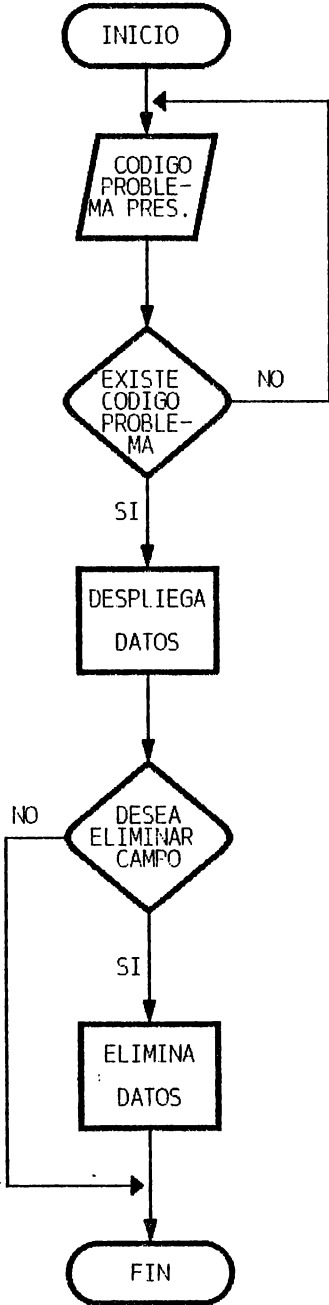 INICIO
CODIGO
PROBLE-
MA PRES.
EXISTE
CODIGO
PROBLE-
MA
NO
SI
DESPLIEGA
DATOS
NO
DESEA
ELIMINAR
CAMPO
SI
ELIMINA
DATOS
FIN